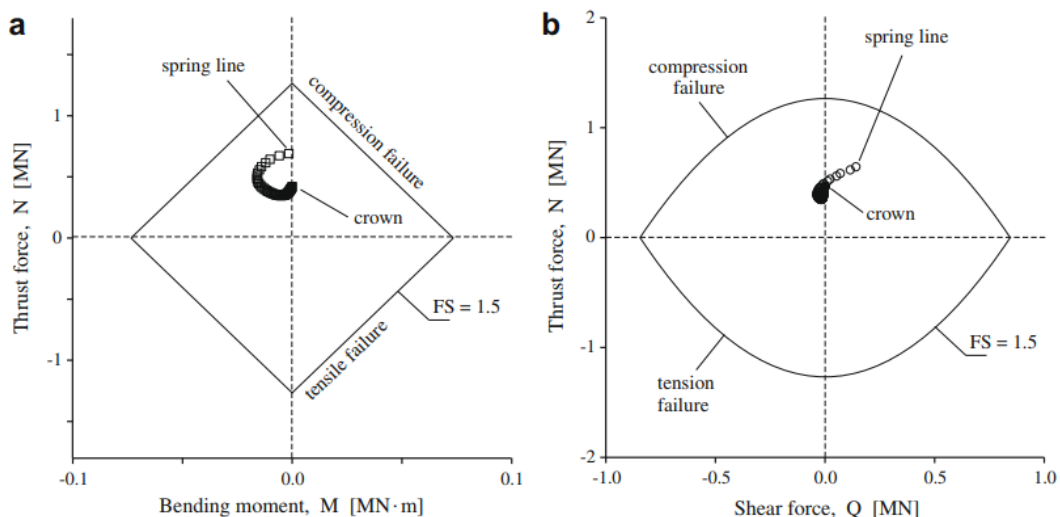 a
spring line
compression failure
crown
FS = 1.5
tensile failure
1
0
-1
-0.1
0.0
0.1
Thrust force, N [MN]
Bending moment, M [MN·m]
b
spring line
compression
failure
crown
FS = 1.5
tension
failure
2
1
0
-1
-2
-1.0
-0.5
0.0
0.5
1.0
Thrust force, N [MN]
Shear force, Q [MN]